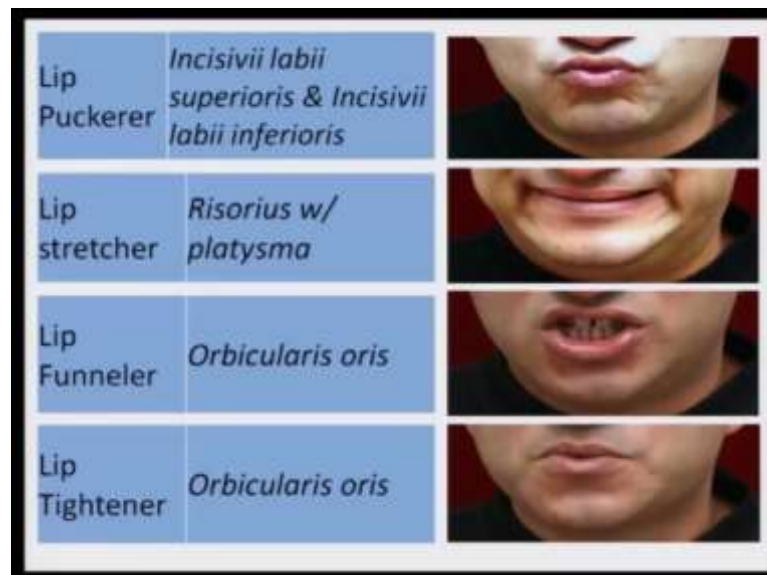 Lip
Puckerer
Incisivii labii
superioris & Incisivii
labii inferioris
Lip
stretcher
Risorius w/
platysma
Lip
Funneler
Orbicularis oris
Lip
Tightener
Orbicularis oris